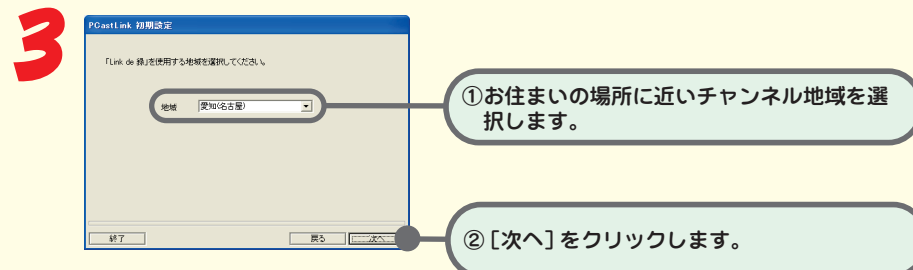 3
PCastLink 初期設定
「Link de 録」を使用する地域を選択してください。
地域 愛知(名古屋)
①お住まいの場所に近いチャンネル地域を選
択します。
終了 戻る 次へ
②［次へ］をクリックします。